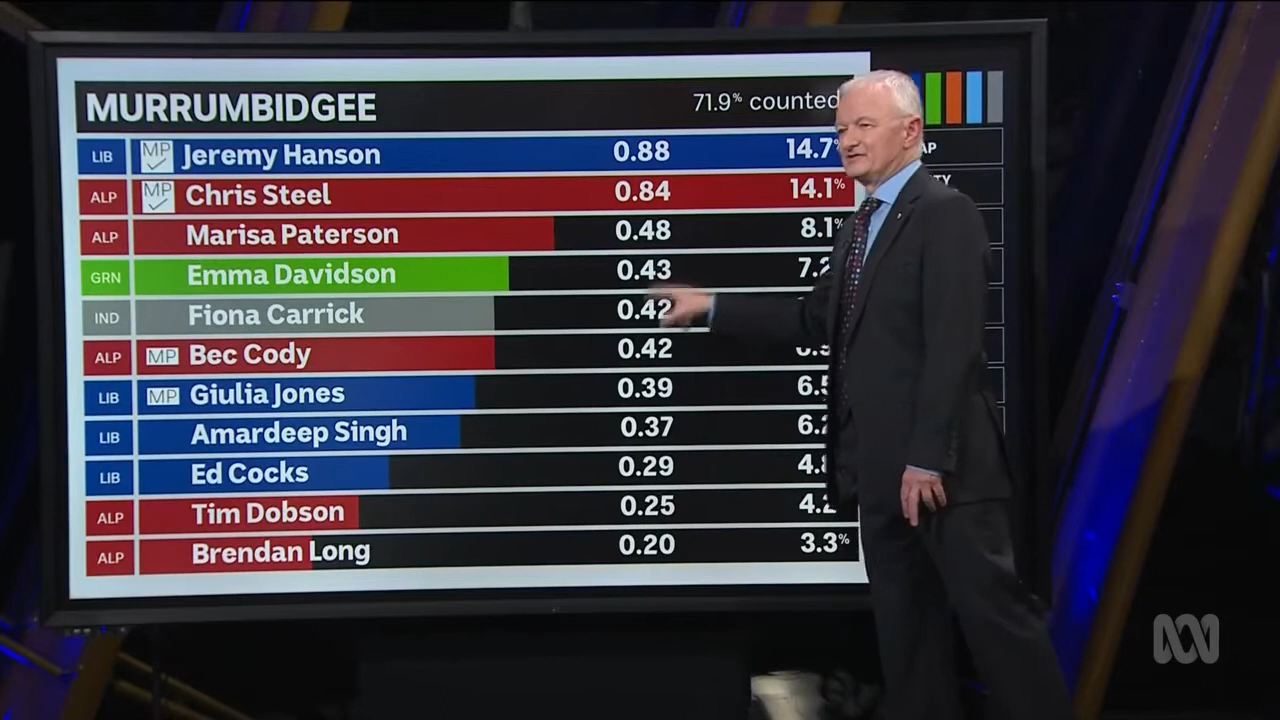 MURRUMBIDGEE 71.9% counted
LIB MP Jeremy Hanson 0.88 14.7%
ALP MP Chris Steel 0.84 14.1%
ALP Marisa Paterson 0.48 8.1%
GRN Emma Davidson 0.43 7.2
IND Fiona Carrick 0.42
ALP MP Bec Cody 0.42
LIB MP Giulia Jones 0.39 6.5
LIB Amardeep Singh 0.37 6.2
LIB Ed Cocks 0.29 4.8
ALP Tim Dobson 0.25 4.2
ALP Brendan Long 0.20 3.3%